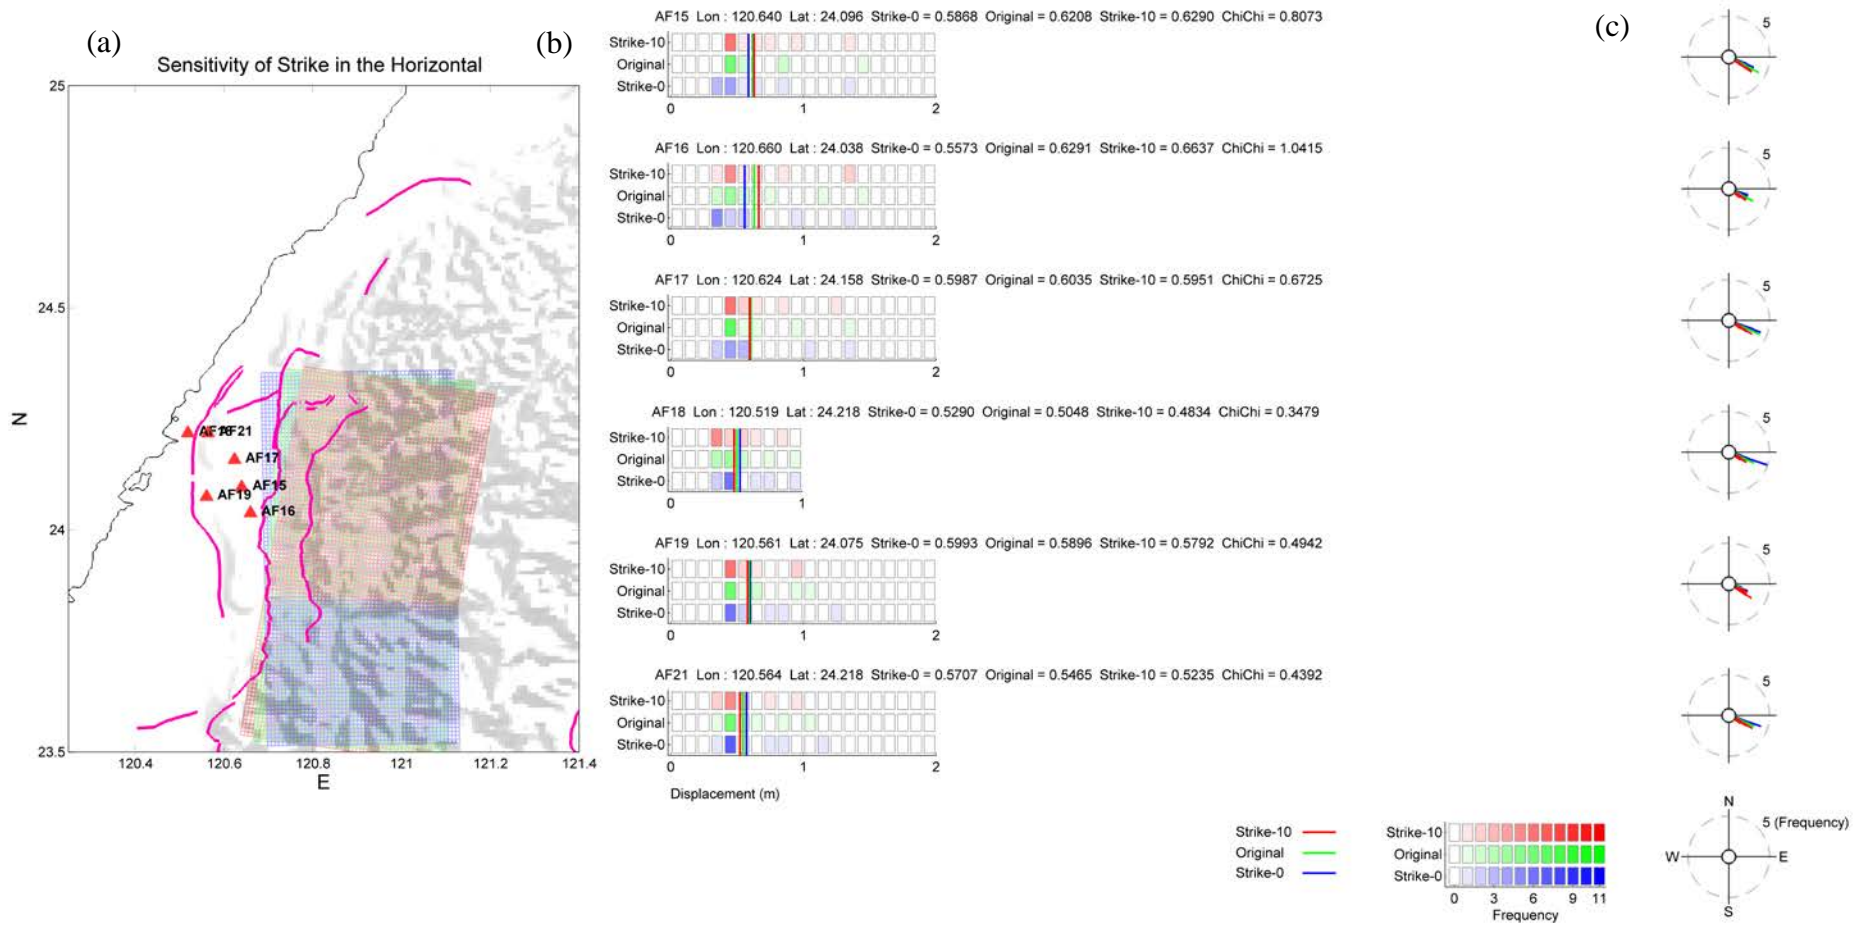 (a)
Sensitivity of Strike in the Horizontal
25
24.5
24
23.5
N
120.4 120.6 120.8 121 121.2 121.4
E
AF21
AF17
AF15
AF19
AF16
(b)
AF15 Lon : 120.640 Lat : 24.096 Strike-0 = 0.5868 Original = 0.6208 Strike-10 = 0.6290 ChiChi = 0.8073
Strike-10
Original
Strike-0
0 1 2
AF16 Lon : 120.660 Lat : 24.038 Strike-0 = 0.5573 Original = 0.6291 Strike-10 = 0.6637 ChiChi = 1.0415
Strike-10
Original
Strike-0
0 1 2
AF17 Lon : 120.624 Lat : 24.158 Strike-0 = 0.5987 Original = 0.6035 Strike-10 = 0.5951 ChiChi = 0.6725
Strike-10
Original
Strike-0
0 1 2
AF18 Lon : 120.519 Lat : 24.218 Strike-0 = 0.5290 Original = 0.5048 Strike-10 = 0.4834 ChiChi = 0.3479
Strike-10
Original
Strike-0
0 1
AF19 Lon : 120.561 Lat : 24.075 Strike-0 = 0.5993 Original = 0.5896 Strike-10 = 0.5792 ChiChi = 0.4942
Strike-10
Original
Strike-0
0 1 2
AF21 Lon : 120.564 Lat : 24.218 Strike-0 = 0.5707 Original = 0.5465 Strike-10 = 0.5235 ChiChi = 0.4392
Strike-10
Original
Strike-0
0 1 2
Displacement (m)
Strike-10
Original
Strike-0
Strike-10
Original
Strike-0
0 3 6 9 11
Frequency
(c)
5
5
5
5
5
5
N
5 (Frequency)
W E
S